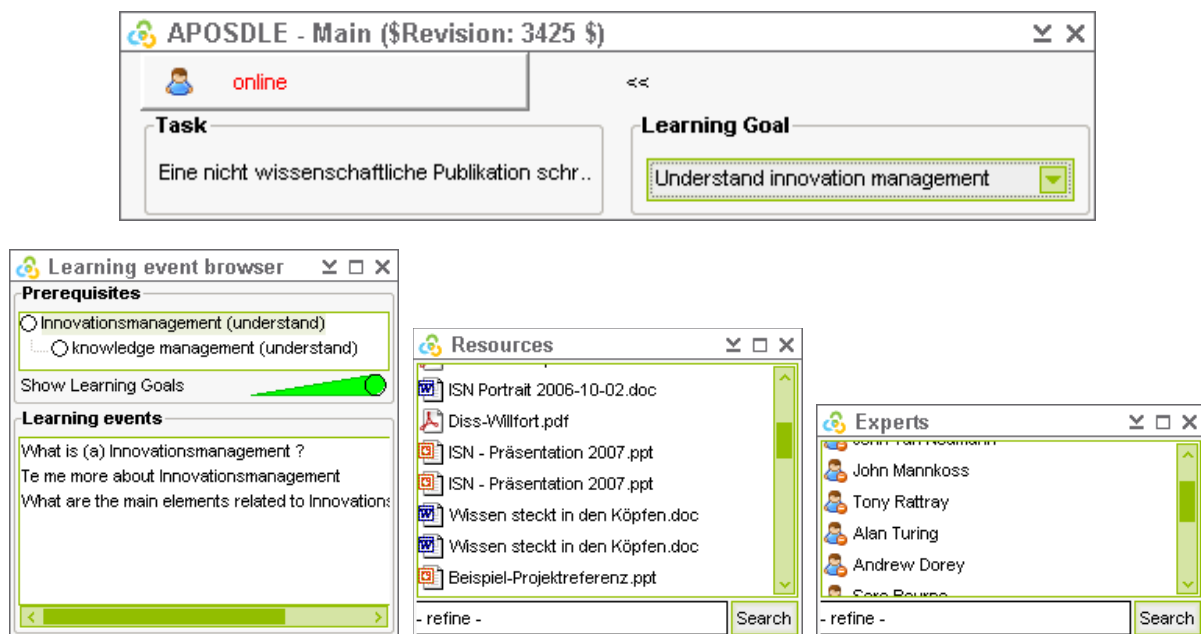 APOSDLE - Main ($Revision: 3425 $)
online
<<
Task
Eine nicht wissenschaftliche Publikation schr..
Learning Goal
Understand innovation management
Learning event browser
Prerequisites
Innovationsmanagement (understand)
knowledge management (understand)
Show Learning Goals
Learning events
What is (a) Innovationsmanagement ?
Te me more about Innovationsmanagement
What are the main elements related to Innovations
Resources
ISN Portrait 2006-10-02.doc
Diss-Willfort.pdf
ISN - Präsentation 2007.ppt
ISN - Präsentation 2007.ppt
Wissen steckt in den Köpfen.doc
Wissen steckt in den Köpfen.doc
Beispiel-Projektreferenz.ppt
- refine -
Search
Experts
John Mannkoss
Tony Rattray
Alan Turing
Andrew Dorey
- refine -
Search